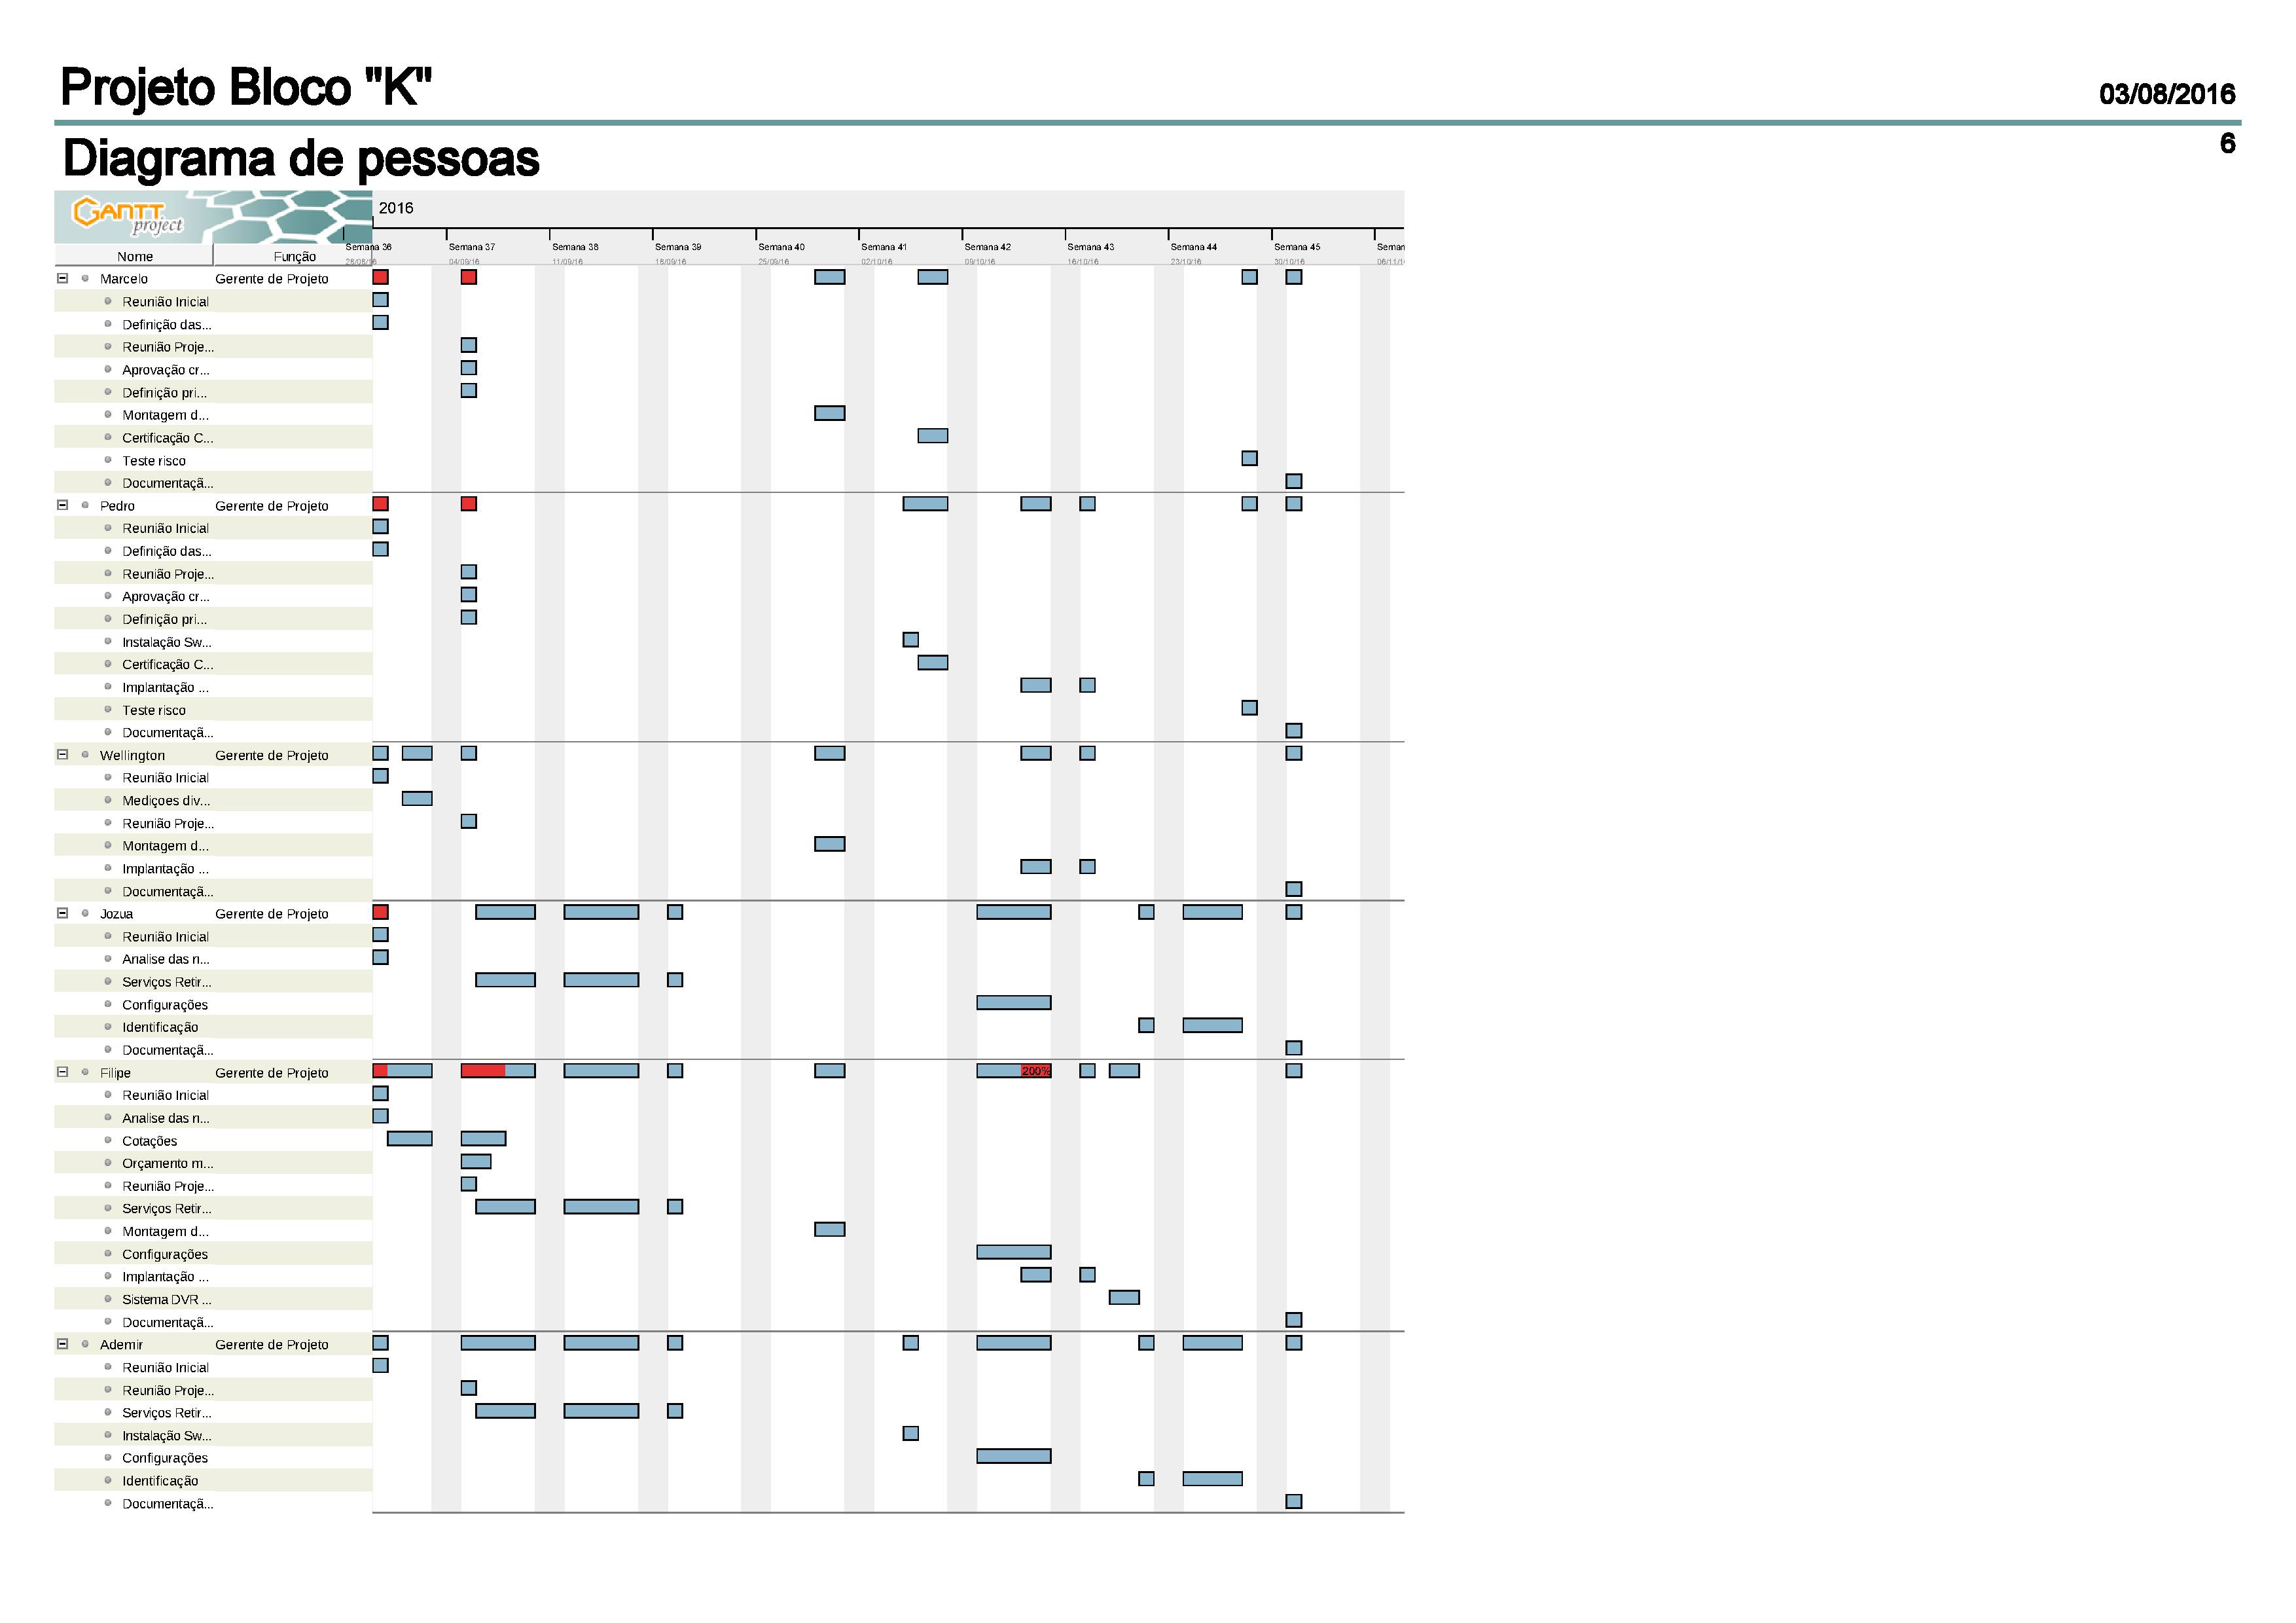 Projeto Bloco "K"
03/08/2016
6
Diagrama de pessoas
GANTT project
2016
Semana 36 Semana 37 Semana 38 Semana 39 Semana 40 Semana 41 Semana 42 Semana 43 Semana 44 Semana 45 Seman
Nome Função 28/08/16 04/09/16 11/09/16 18/09/16 25/09/16 02/10/16 09/10/16 16/10/16 23/10/16 30/10/16 06/11/1
Marcelo Gerente de Projeto
Reunião Inicial
Definição das...
Reunião Proje...
Aprovação cr...
Definição pri...
Montagem d...
Certificação C...
Teste risco
Documentaçã...
Pedro Gerente de Projeto
Reunião Inicial
Definição das...
Reunião Proje...
Aprovação cr...
Definição pri...
Instalação Sw...
Certificação C...
Implantação ...
Teste risco
Documentaçã...
Wellington Gerente de Projeto
Reunião Inicial
Mediçoes div...
Reunião Proje...
Montagem d...
Implantação ...
Documentaçã...
Jozua Gerente de Projeto
Reunião Inicial
Analise das n...
Serviços Retir...
Configurações
Identificação
Documentaçã...
Filipe Gerente de Projeto 200%
Reunião Inicial
Analise das n...
Cotações
Orçamento m...
Reunião Proje...
Serviços Retir...
Montagem d...
Configurações
Implantação ...
Sistema DVR ...
Documentaçã...
Ademir Gerente de Projeto
Reunião Inicial
Reunião Proje...
Serviços Retir...
Instalação Sw...
Configurações
Identificação
Documentaçã...